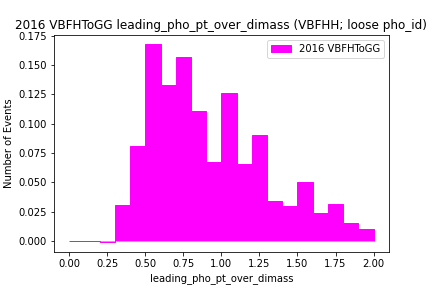 2016 VBFHToGG leading_pho_pt_over_dimass (VBFHH; loose pho_id)
2016 VBFHToGG
Number of Events
0.175
0.150
0.125
0.100
0.075
0.050
0.025
0.000
0.00 0.25 0.50 0.75 1.00 1.25 1.50 1.75 2.00
leading_pho_pt_over_dimass